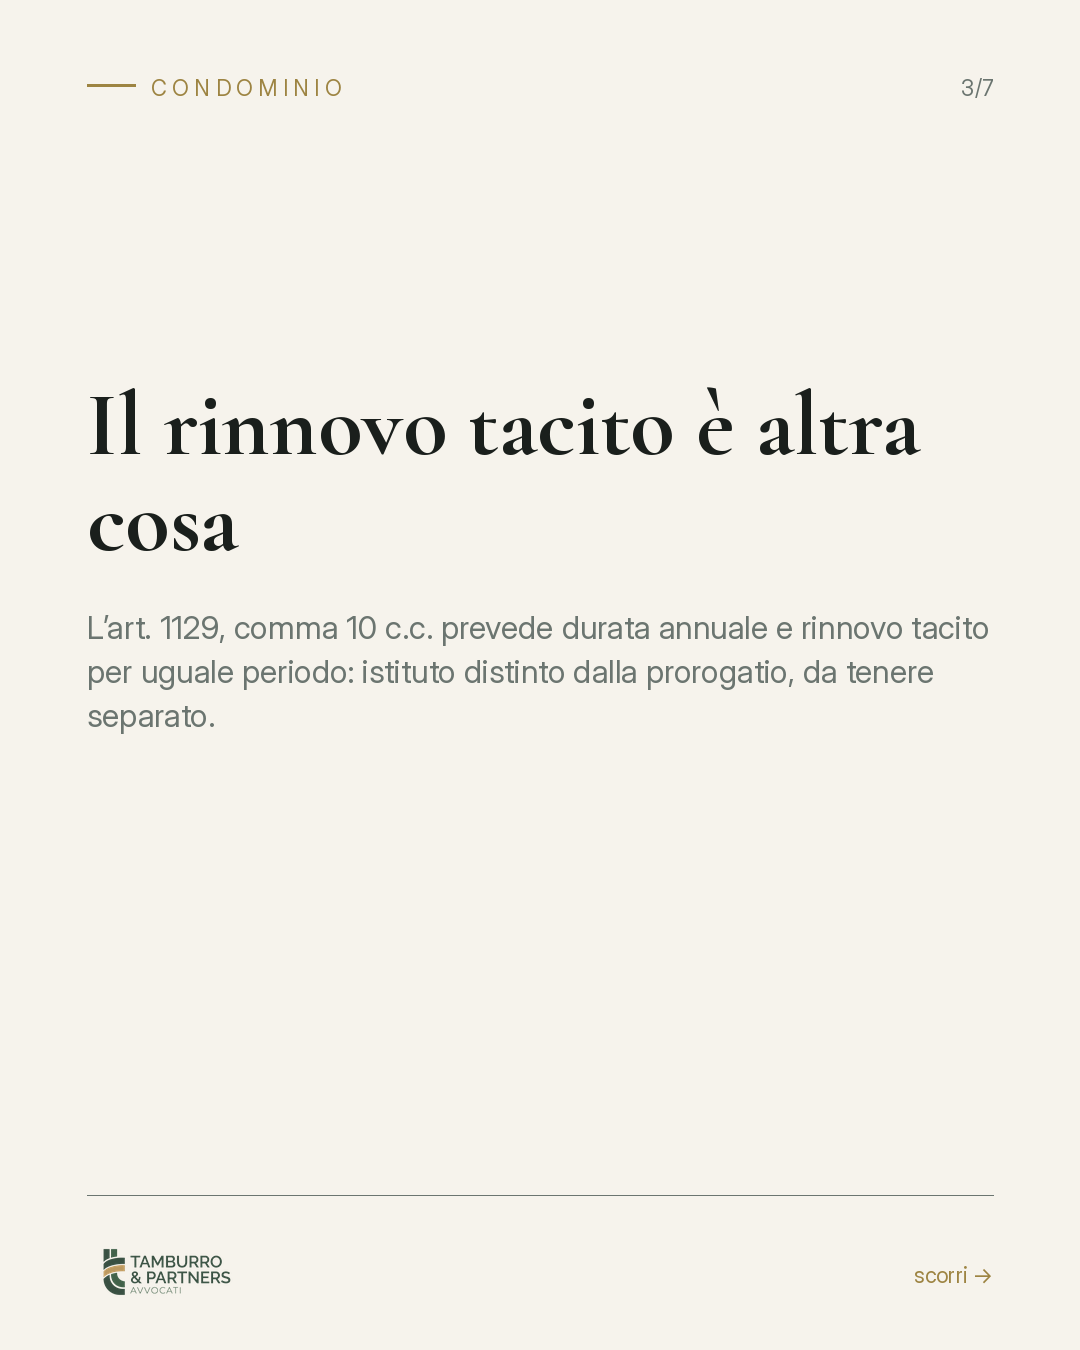 CONDOMINIO
3/7
Il rinnovo tacito è altra
cosa
L’art. 1129, comma 10 c.c. prevede durata annuale e rinnovo tacito
per uguale periodo: istituto distinto dalla prorogatio, da tenere
separato.
TAMBURRO
& PARTNERS
AVVOCATI
scorri →